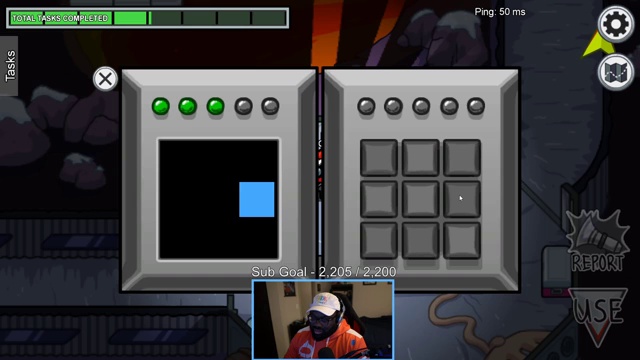 TOTAL TASKS COMPLETED
Ping: 50 ms
Tasks
REPORT
Sub Goal - 2,205 / 2,200
USE